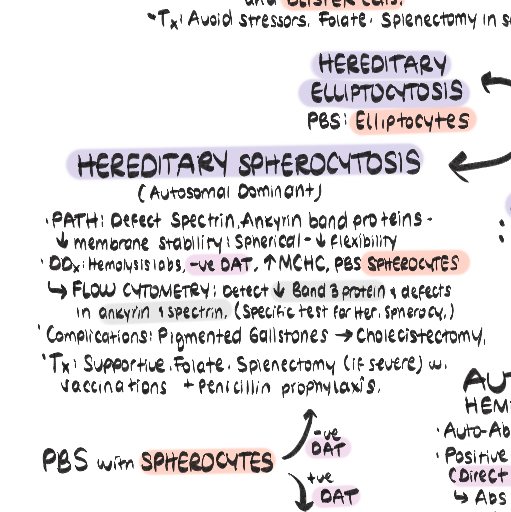 and BLISTER CELLS.
*Tx: Avoid stressors, Folate. Splenectomy in s
HEREDITARY
ELLIPTOCYTOSIS
PBS: Elliptocytes
HEREDITARY SPHEROCYTOSIS
(Autosomal Dominant)
· PATH: Defect Spectrin, Ankyrin band proteins -
↓ membrane stability: Spherical - ↓ flexibility
· DDx: Hemolysis labs, -ve DAT, ↑ MCHC, PBS SPHEROCYTES
↳ FLOW CYTOMETRY: Detect ↓ Band 3 protein & defects
in ankyrin & spectrin. (Specific test for Her. spherocy.)
· Complications: Pigmented Gallstones → Cholecistectomy.
· Tx: Supportive. Folate. Splenectomy (if severe) w.
vaccinations + Penicillin prophylaxis.
PBS with SPHEROCYTES
-ve
DAT
+ve
DAT
AU
HEM
· Auto-Ab
· Positive
(Direct
↳ Abs